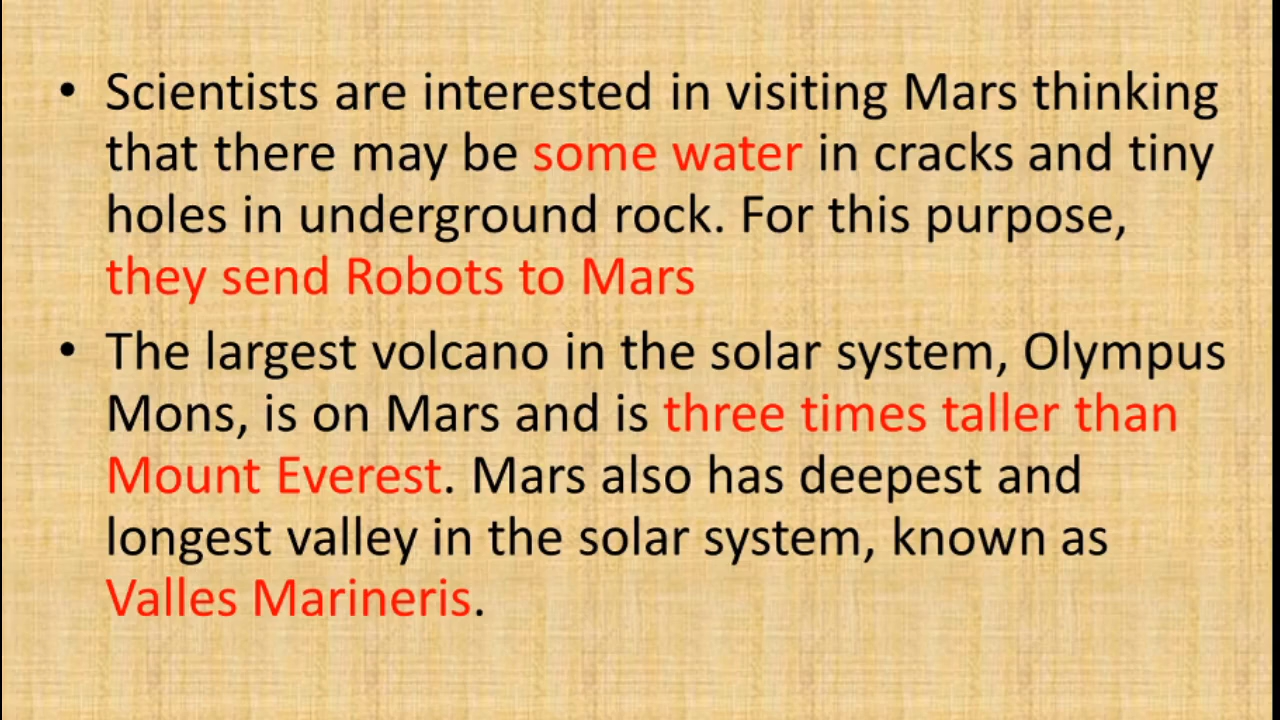 • Scientists are interested in visiting Mars thinking
that there may be some water in cracks and tiny
holes in underground rock. For this purpose,
they send Robots to Mars
• The largest volcano in the solar system, Olympus
Mons, is on Mars and is three times taller than
Mount Everest. Mars also has deepest and
longest valley in the solar system, known as
Valles Marineris.